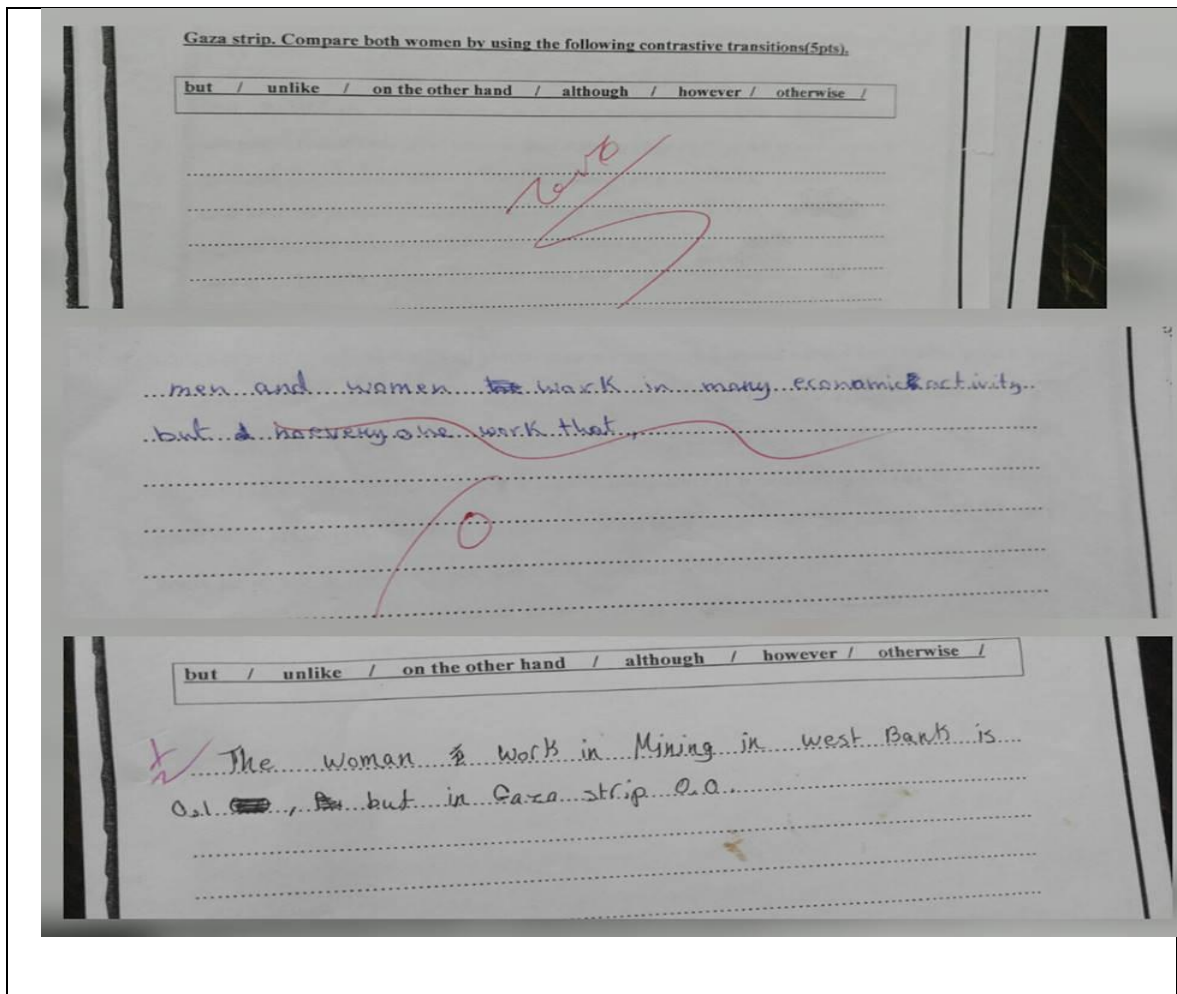 Gaza strip. Compare both women by using the following contrastive transitions(5pts).
but / unlike / on the other hand / although / however / otherwise /
zero
men and women work in many economic activity
but every one work that,
0
but / unlike / on the other hand / although / however / otherwise /
The woman work in Mining in west Bank is
0.1 , but in Gaza strip 0.0.